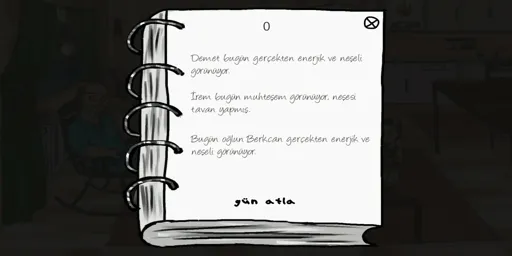 0
Demet bugün gerçekten enerjik ve neşeli
görünüyor.
İrem bugün muhteşem görünüyor, neşesi
tavan yapmış.
Bugün oğlun Berkcan gerçekten enerjik ve
neşeli görünüyor.
gün atla